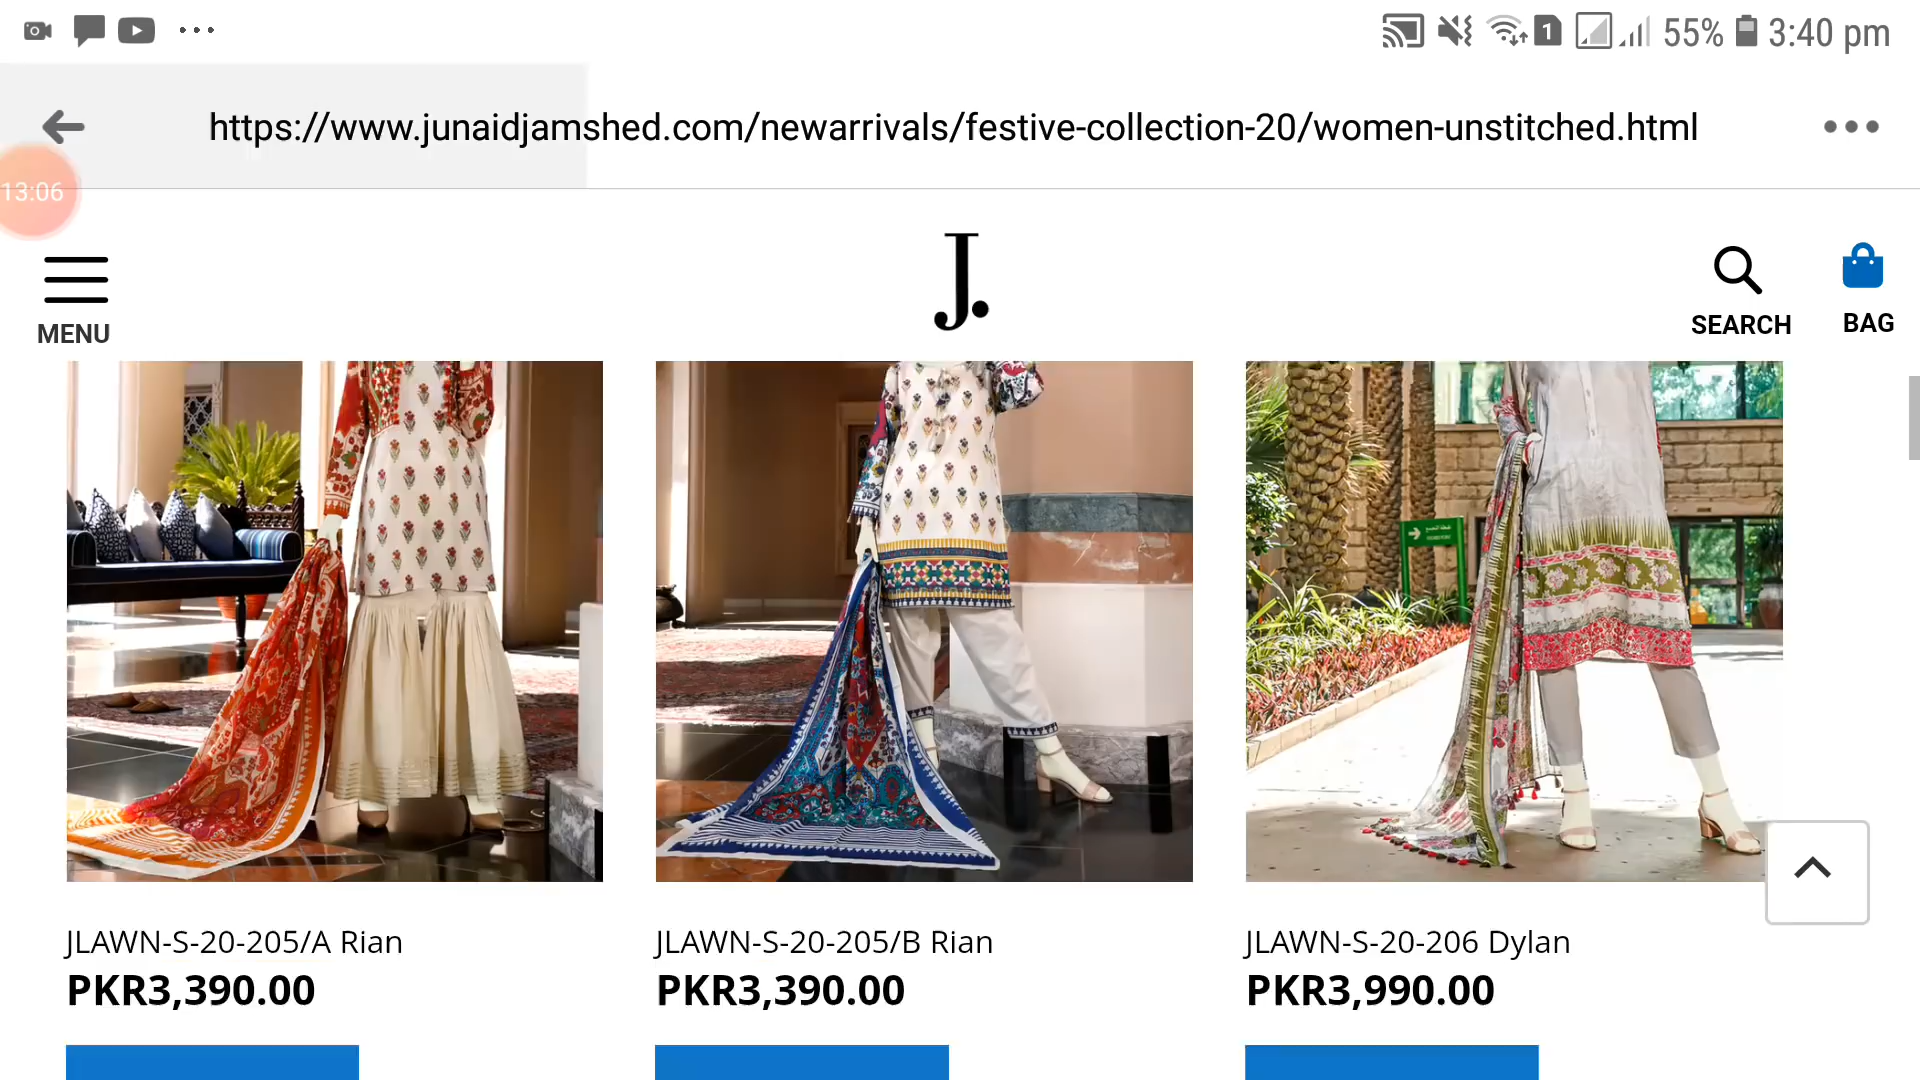 1 55% 3:40 pm
https://www.junaidjamshed.com/newarrivals/festive-collection-20/women-unstitched.html
13:06
J.
MENU
SEARCH
BAG
JLAWN-S-20-205/A Rian
PKR3,390.00
JLAWN-S-20-205/B Rian
PKR3,390.00
JLAWN-S-20-206 Dylan
PKR3,990.00